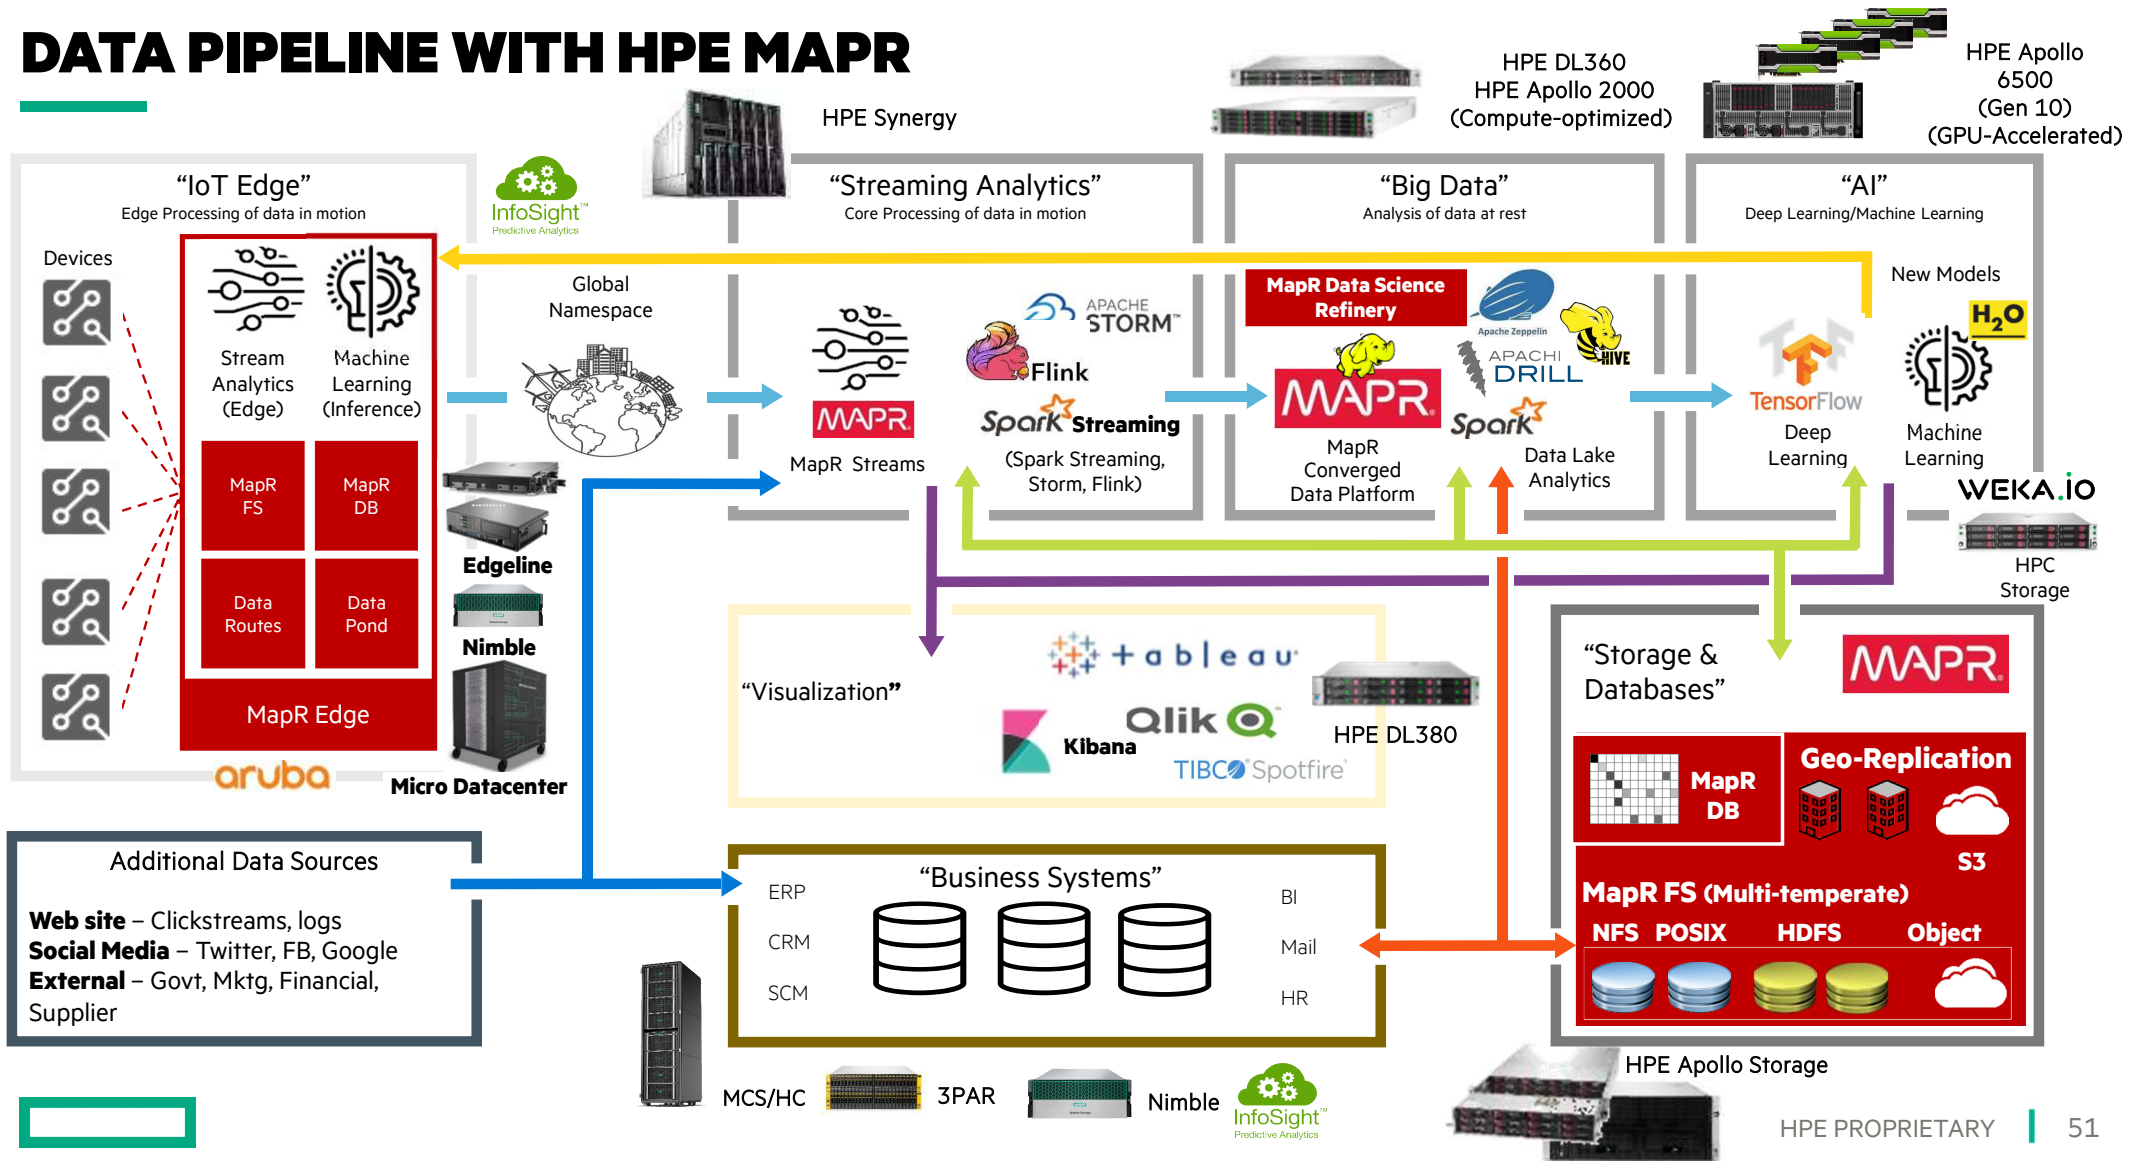 DATA PIPELINE WITH HPE MAPR
HPE Synergy
HPE DL360
HPE Apollo 2000
(Compute-optimized)
HPE Apollo
6500
(Gen 10)
(GPU-Accelerated)
“IoT Edge”
Edge Processing of data in motion
Devices
Stream
Analytics
(Edge)
Machine
Learning
(Inference)
MapR
FS
MapR
DB
Data
Routes
Data
Pond
MapR Edge
aruba
InfoSight™
Predictive Analytics
Global
Namespace
Edgeline
Nimble
Micro Datacenter
“Streaming Analytics”
Core Processing of data in motion
MAPR
MapR Streams
APACHE
STORM™
Flink
Spark Streaming
(Spark Streaming,
Storm, Flink)
“Big Data”
Analysis of data at rest
MapR Data Science
Refinery
Apache Zeppelin
HIVE
APACHI
DRILL
MAPR
Spark
MapR
Converged
Data Platform
Data Lake
Analytics
“AI”
Deep Learning/Machine Learning
New Models
H2O
TensorFlow
Deep
Learning
Machine
Learning
WEKA.iO
HPC
Storage
“Visualization”
+ableau
Kibana
Qlik
TIBCO Spotfire
HPE DL380
“Storage &
Databases”
MAPR
MapR
DB
Geo-Replication
S3
MapR FS (Multi-temperate)
NFS POSIX HDFS Object
HPE Apollo Storage
Additional Data Sources
Web site – Clickstreams, logs
Social Media – Twitter, FB, Google
External – Govt, Mktg, Financial,
Supplier
“Business Systems”
ERP
CRM
SCM
BI
Mail
HR
MCS/HC
3PAR
Nimble
InfoSight™
Predictive Analytics
HPE PROPRIETARY
51